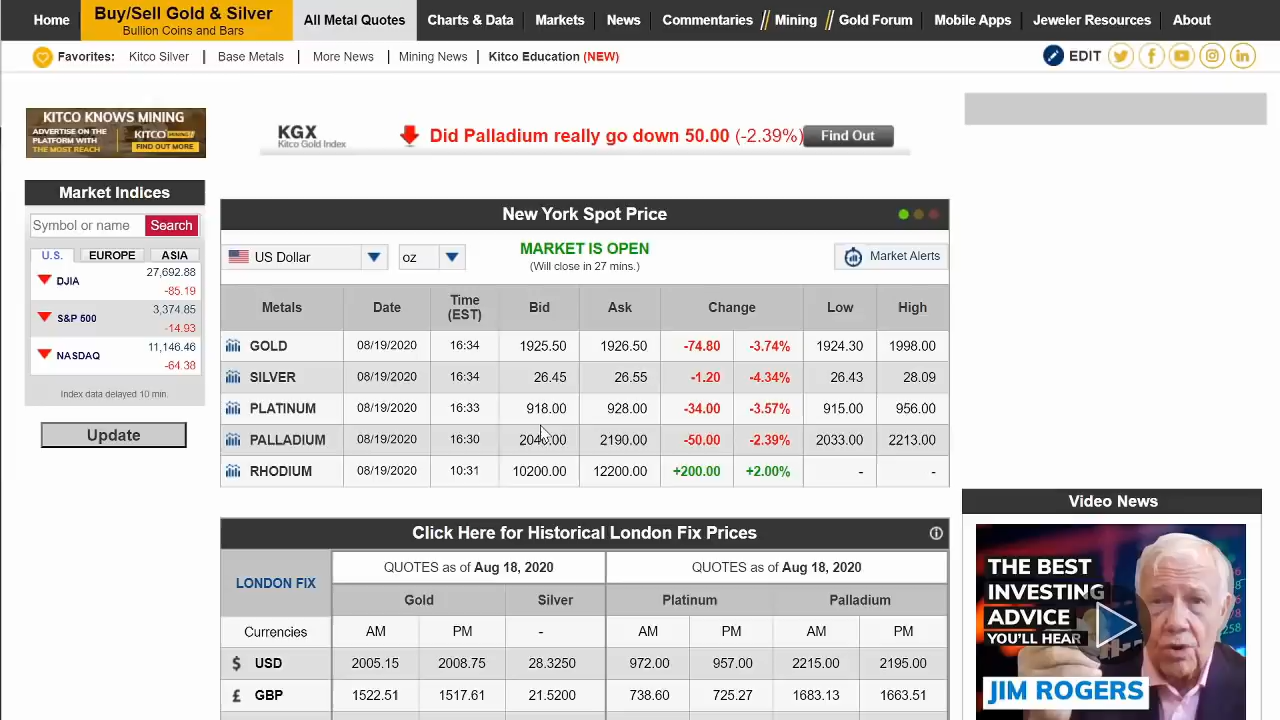 Home
Buy/Sell Gold & Silver
Bullion Coins and Bars
All Metal Quotes
Charts & Data
Markets
News
Commentaries
Mining
Gold Forum
Mobile Apps
Jeweler Resources
About
Favorites: Kitco Silver | Base Metals | More News | Mining News | Kitco Education (NEW)
EDIT
KITCO KNOWS MINING
ADVERTISE ON THE
PLATFORM WITH
THE MOST REACH
KITCO MINING
FIND OUT MORE
KGX
Kitco Gold Index
Did Palladium really go down 50.00 (-2.39%)
Find Out
Market Indices
Symbol or name
Search
U.S. EUROPE ASIA
DJIA 27,692.88
-85.19
S&P 500 3,374.85
-14.93
NASDAQ 11,146.46
-64.38
Index data delayed 10 min.
Update
New York Spot Price
US Dollar
oz
MARKET IS OPEN
(Will close in 27 mins.)
Market Alerts
Metals Date Time (EST) Bid Ask Change Low High
GOLD 08/19/2020 16:34 1925.50 1926.50 -74.80 -3.74% 1924.30 1998.00
SILVER 08/19/2020 16:34 26.45 26.55 -1.20 -4.34% 26.43 28.09
PLATINUM 08/19/2020 16:33 918.00 928.00 -34.00 -3.57% 915.00 956.00
PALLADIUM 08/19/2020 16:30 2040.00 2190.00 -50.00 -2.39% 2033.00 2213.00
RHODIUM 08/19/2020 10:31 10200.00 12200.00 +200.00 +2.00% - -
Click Here for Historical London Fix Prices
LONDON FIX
QUOTES as of Aug 18, 2020
QUOTES as of Aug 18, 2020
Gold Silver Platinum Palladium
Currencies AM PM - AM PM AM PM
$ USD 2005.15 2008.75 28.3250 972.00 957.00 2215.00 2195.00
£ GBP 1522.51 1517.61 21.5200 738.60 725.27 1683.13 1663.51
Video News
THE BEST
INVESTING
ADVICE
YOU'LL HEAR
JIM ROGERS